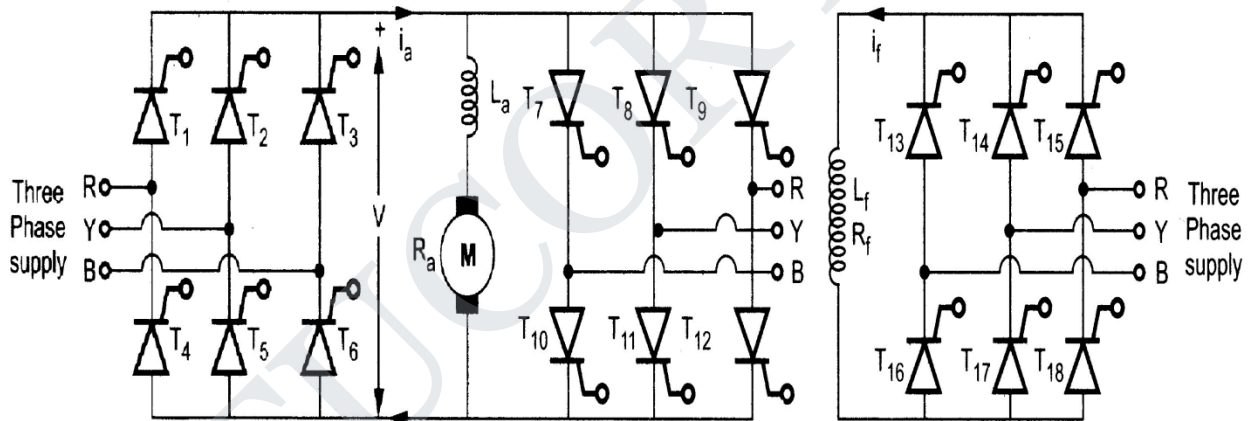 +
i_a
i_f
T_1
T_2
T_3
L_a
T_7
T_8
T_9
T_13
T_14
T_15
Three
Phase
supply
R
Y
B
V
R_a
M
R
Y
B
L_f
R_f
R
Y
B
Three
Phase
supply
T_4
T_5
T_6
T_10
T_11
T_12
T_16
T_17
T_18